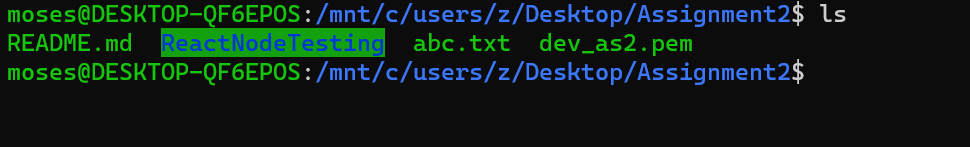 moses@DESKTOP-QF6EPOS:/mnt/c/users/z/Desktop/Assignment2$ ls
README.md  ReactNodeTesting  abc.txt  dev_as2.pem
moses@DESKTOP-QF6EPOS:/mnt/c/users/z/Desktop/Assignment2$